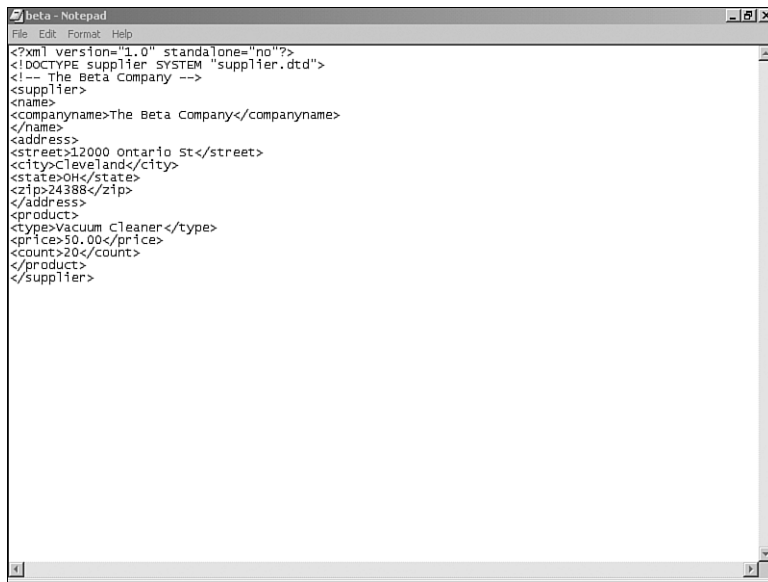 beta - Notepad
File Edit Format Help
<?xml version="1.0" standalone="no"?>
<!DOCTYPE supplier SYSTEM "supplier.dtd">
<!-- The Beta Company -->
<supplier>
<name>
<companyname>The Beta Company</companyname>
</name>
<address>
<street>12000 Ontario St</street>
<city>Cleveland</city>
<state>OH</state>
<zip>24388</zip>
</address>
<product>
<type>Vacuum Cleaner</type>
<price>50.00</price>
<count>20</count>
</product>
</supplier>